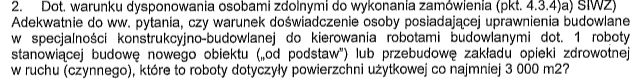 2. Dot. warunku dysponowania osobami zdolnymi do wykonania zamówienia (pkt. 4.3.4)a) SIWZ)
Adekwatnie do ww. pytania, czy warunek doświadczenie osoby posiadającej uprawnienia budowlane
w specjalności konstrukcyjno-budowlanej do kierowania robotami budowlanymi dot. 1 roboty
stanowiącej budowę nowego obiektu („od podstaw") lub przebudowę zakładu opieki zdrowotnej
w ruchu (czynnego), które to roboty dotyczyły powierzchni użytkowej co najmniej 3 000 m2?